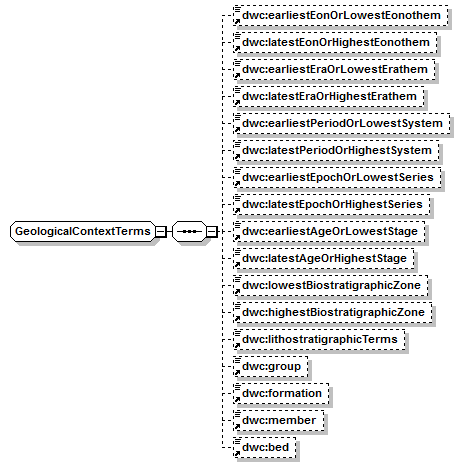 dwc:earliestEonOrLowestEonothem
dwc:latestEonOrHighestEonothem
dwc:earliestEraOrLowestErathem
dwc:latestEraOrHighestErathem
dwc:earliestPeriodOrLowestSystem
dwc:latestPeriodOrHighestSystem
dwc:earliestEpochOrLowestSeries
dwc:latestEpochOrHighestSeries
GeologicalContextTerms
dwc:earliestAgeOrLowestStage
dwc:latestAgeOrHighestStage
dwc:lowestBiostratigraphicZone
dwc:highestBiostratigraphicZone
dwc:lithostratigraphicTerms
dwc:group
dwc:formation
dwc:member
dwc:bed